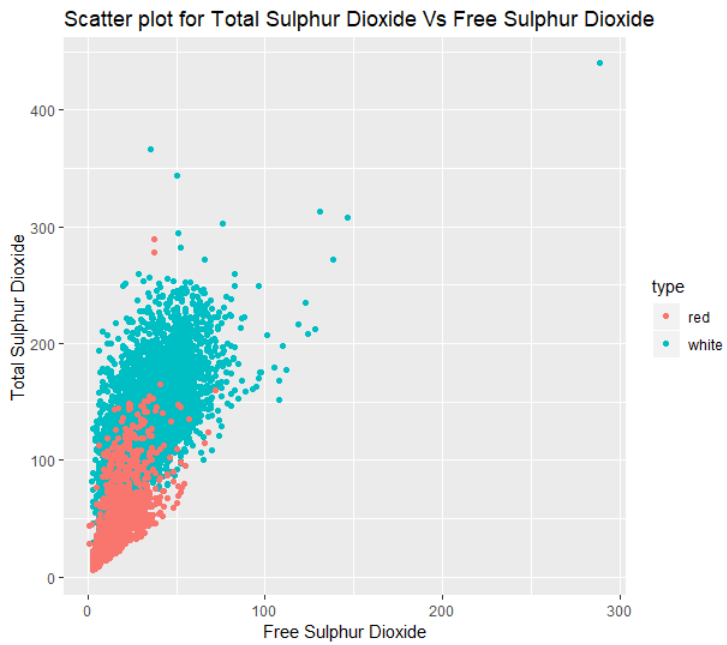 Scatter plot for Total Sulphur Dioxide Vs Free Sulphur Dioxide
400
300
200
100
0
Total Sulphur Dioxide
0 100 200 300
Free Sulphur Dioxide
type
red
white